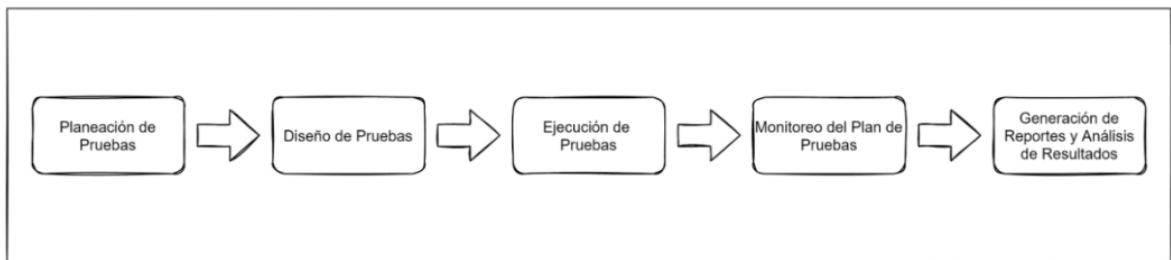 Planeación de
Pruebas
Diseño de Pruebas
Ejecución de
Pruebas
Monitoreo del Plan de
Pruebas
Generación de
Reportes y Análisis
de Resultados